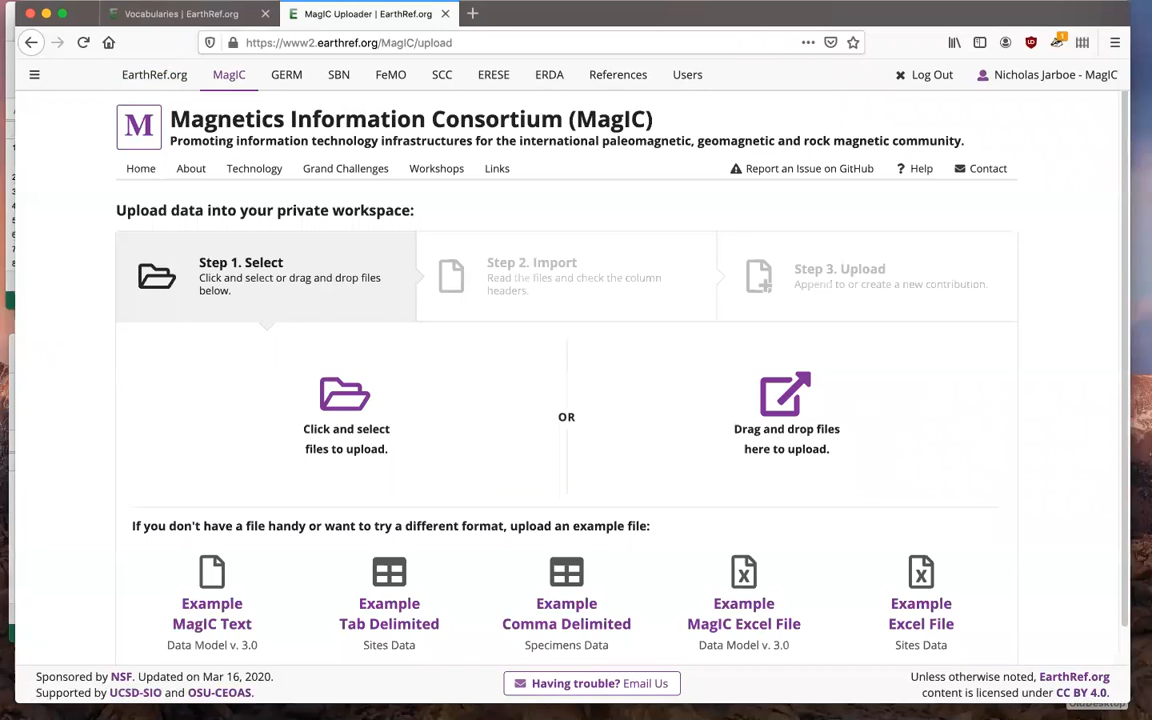 Vocabularies | EarthRef.org
MagIC Uploader | EarthRef.org
https://www2.earthref.org/MagIC/upload
EarthRef.org MagIC GERM SBN FeMO SCC ERESE ERDA References Users Log Out Nicholas Jarboe - MagIC
M
Magnetics Information Consortium (MagIC)
Promoting information technology infrastructures for the international paleomagnetic, geomagnetic and rock magnetic community.
Home About Technology Grand Challenges Workshops Links Report an Issue on GitHub Help Contact
Upload data into your private workspace:
Step 1. Select
Click and select or drag and drop files
below.
Step 2. Import
Read the files and check the column
headers.
Step 3. Upload
Append to or create a new contribution.
Click and select
files to upload.
OR
Drag and drop files
here to upload.
If you don't have a file handy or want to try a different format, upload an example file:
Example
MagIC Text
Data Model v. 3.0
Example
Tab Delimited
Sites Data
Example
Comma Delimited
Specimens Data
Example
MagIC Excel File
Data Model v. 3.0
Example
Excel File
Sites Data
Sponsored by NSF. Updated on Mar 16, 2020.
Supported by UCSD-SIO and OSU-CEOAS.
Having trouble? Email Us
Unless otherwise noted, EarthRef.org
content is licensed under CC BY 4.0.
OldDesktop